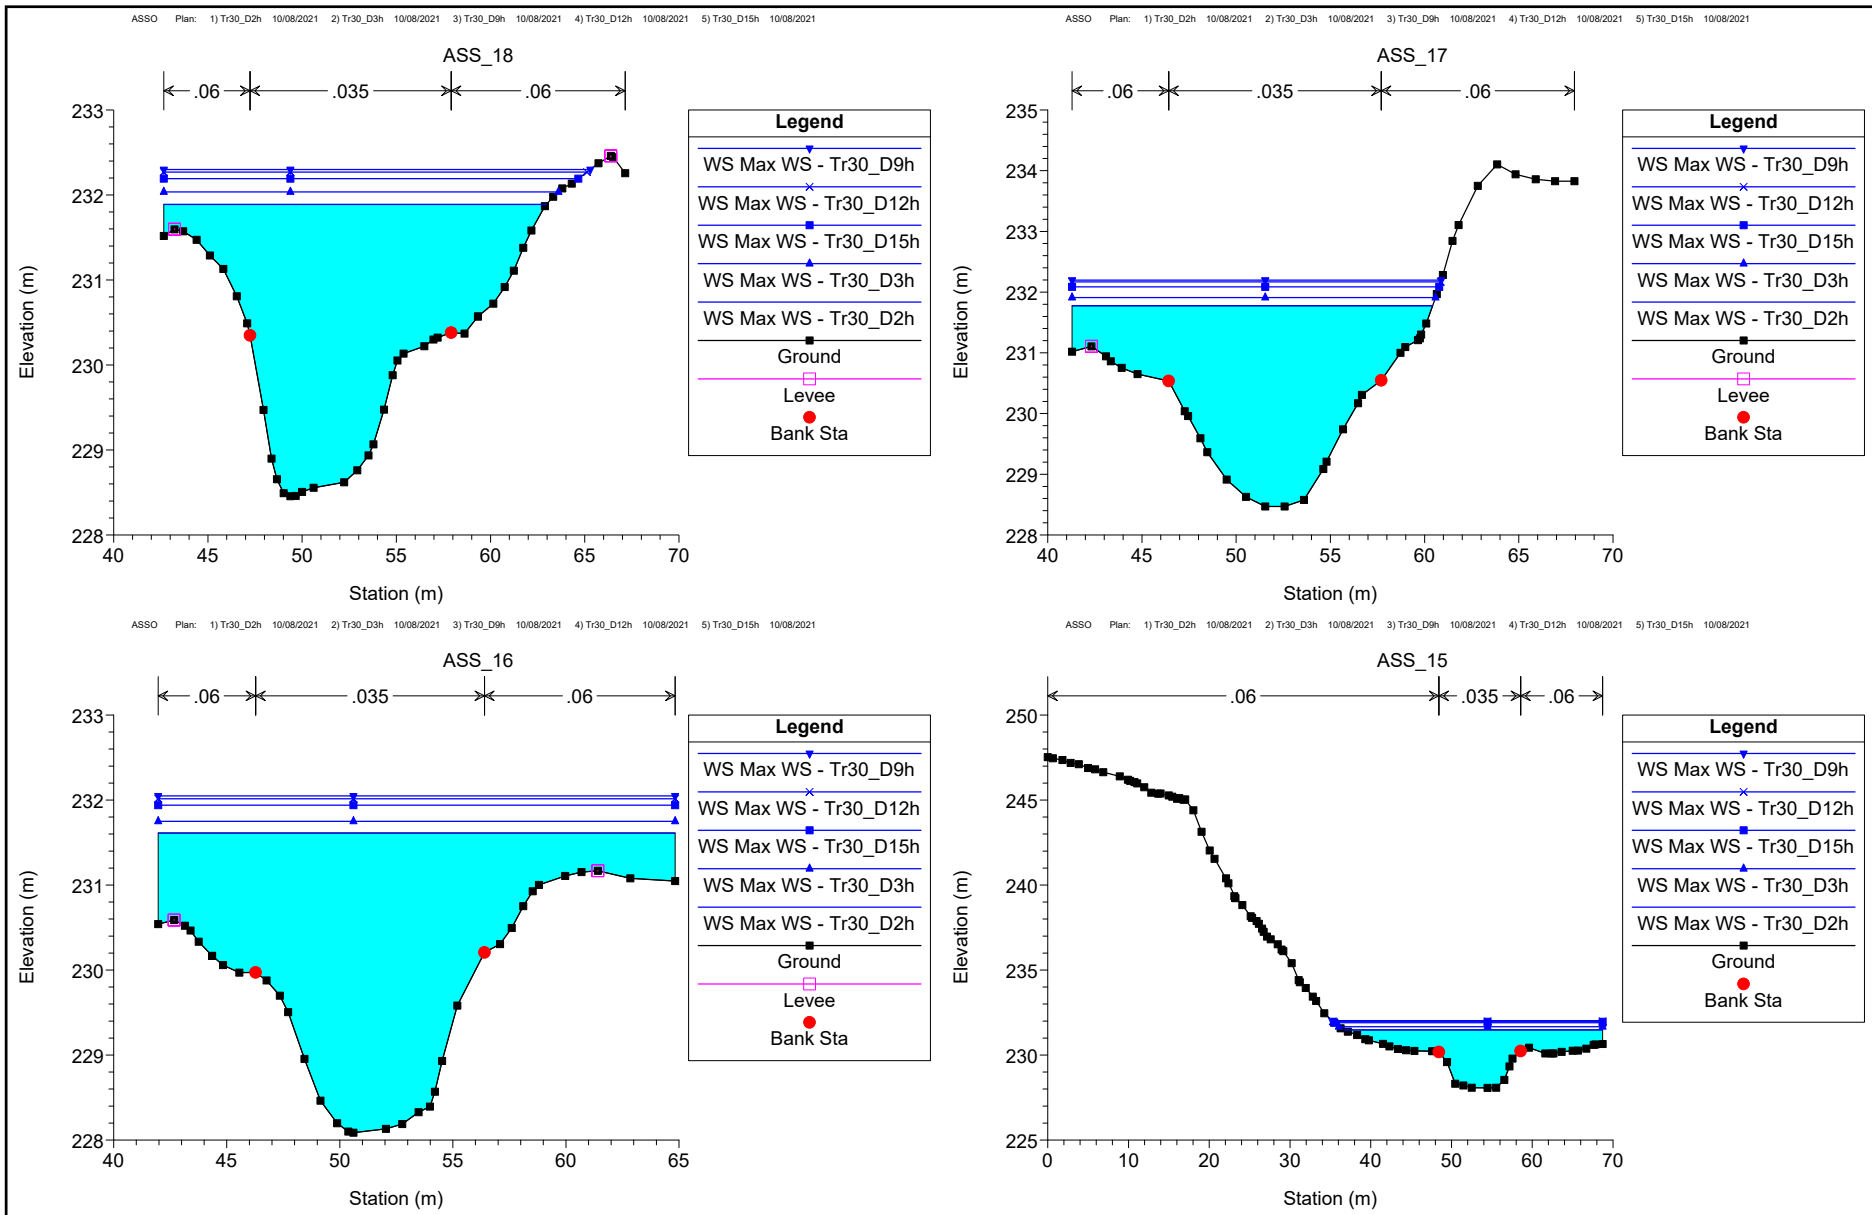 ASSO Plan: 1) Tr30_D2h 10/08/2021 2) Tr30_D3h 10/08/2021 3) Tr30_D9h 10/08/2021 4) Tr30_D12h 10/08/2021 5) Tr30_D15h 10/08/2021
ASS_18
.06 .035 .06
233
232
231
230
229
228
Elevation (m)
40 45 50 55 60 65 70
Station (m)
Legend
WS Max WS - Tr30_D9h
WS Max WS - Tr30_D12h
WS Max WS - Tr30_D15h
WS Max WS - Tr30_D3h
WS Max WS - Tr30_D2h
Ground
Levee
Bank Sta
ASSO Plan: 1) Tr30_D2h 10/08/2021 2) Tr30_D3h 10/08/2021 3) Tr30_D9h 10/08/2021 4) Tr30_D12h 10/08/2021 5) Tr30_D15h 10/08/2021
ASS_17
.06 .035 .06
235
234
233
232
231
230
229
228
Elevation (m)
40 45 50 55 60 65 70
Station (m)
Legend
WS Max WS - Tr30_D9h
WS Max WS - Tr30_D12h
WS Max WS - Tr30_D15h
WS Max WS - Tr30_D3h
WS Max WS - Tr30_D2h
Ground
Levee
Bank Sta
ASSO Plan: 1) Tr30_D2h 10/08/2021 2) Tr30_D3h 10/08/2021 3) Tr30_D9h 10/08/2021 4) Tr30_D12h 10/08/2021 5) Tr30_D15h 10/08/2021
ASS_16
.06 .035 .06
233
232
231
230
229
228
Elevation (m)
40 45 50 55 60 65
Station (m)
Legend
WS Max WS - Tr30_D9h
WS Max WS - Tr30_D12h
WS Max WS - Tr30_D15h
WS Max WS - Tr30_D3h
WS Max WS - Tr30_D2h
Ground
Levee
Bank Sta
ASSO Plan: 1) Tr30_D2h 10/08/2021 2) Tr30_D3h 10/08/2021 3) Tr30_D9h 10/08/2021 4) Tr30_D12h 10/08/2021 5) Tr30_D15h 10/08/2021
ASS_15
.06 .035 .06
250
245
240
235
230
225
Elevation (m)
0 10 20 30 40 50 60 70
Station (m)
Legend
WS Max WS - Tr30_D9h
WS Max WS - Tr30_D12h
WS Max WS - Tr30_D15h
WS Max WS - Tr30_D3h
WS Max WS - Tr30_D2h
Ground
Bank Sta